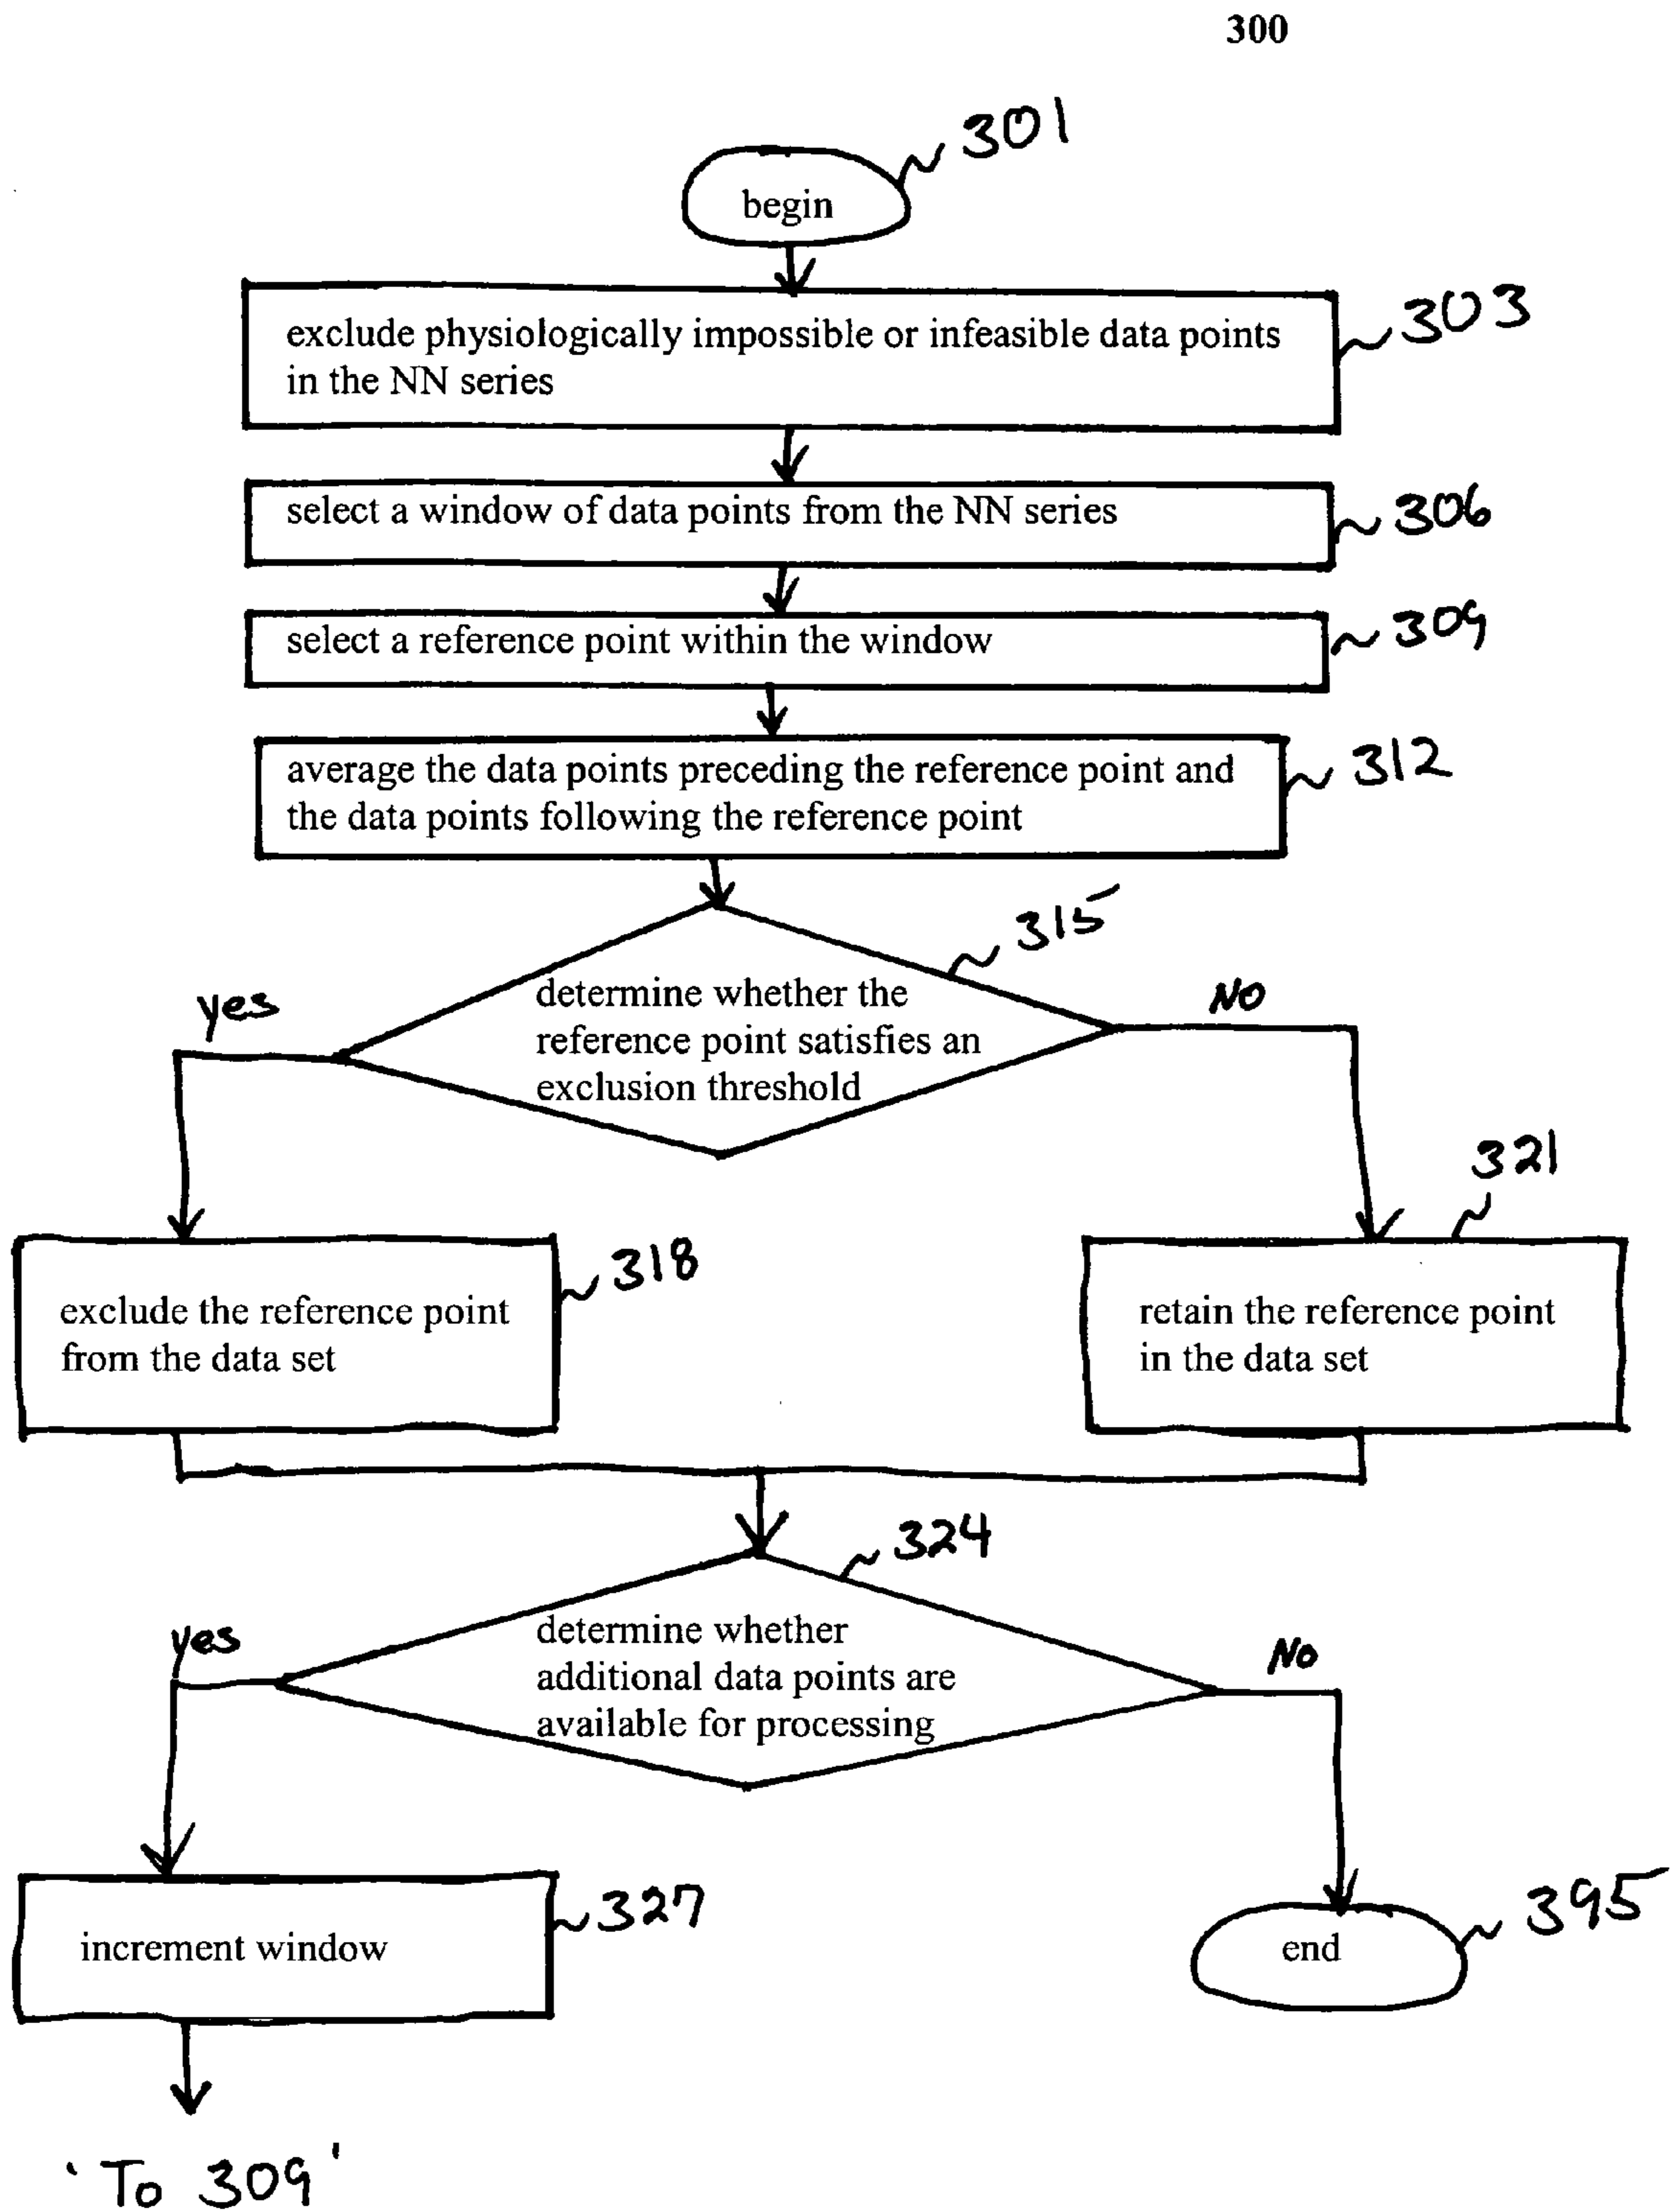 300
301
begin
303
exclude physiologically impossible or infeasible data points
in the NN series
306
select a window of data points from the NN series
309
select a reference point within the window
312
average the data points preceding the reference point and
the data points following the reference point
315
determine whether the
reference point satisfies an
exclusion threshold
yes
NO
318
exclude the reference point
from the data set
321
retain the reference point
in the data set
324
determine whether
additional data points are
available for processing
yes
No
327
increment window
395
end
'To 309'